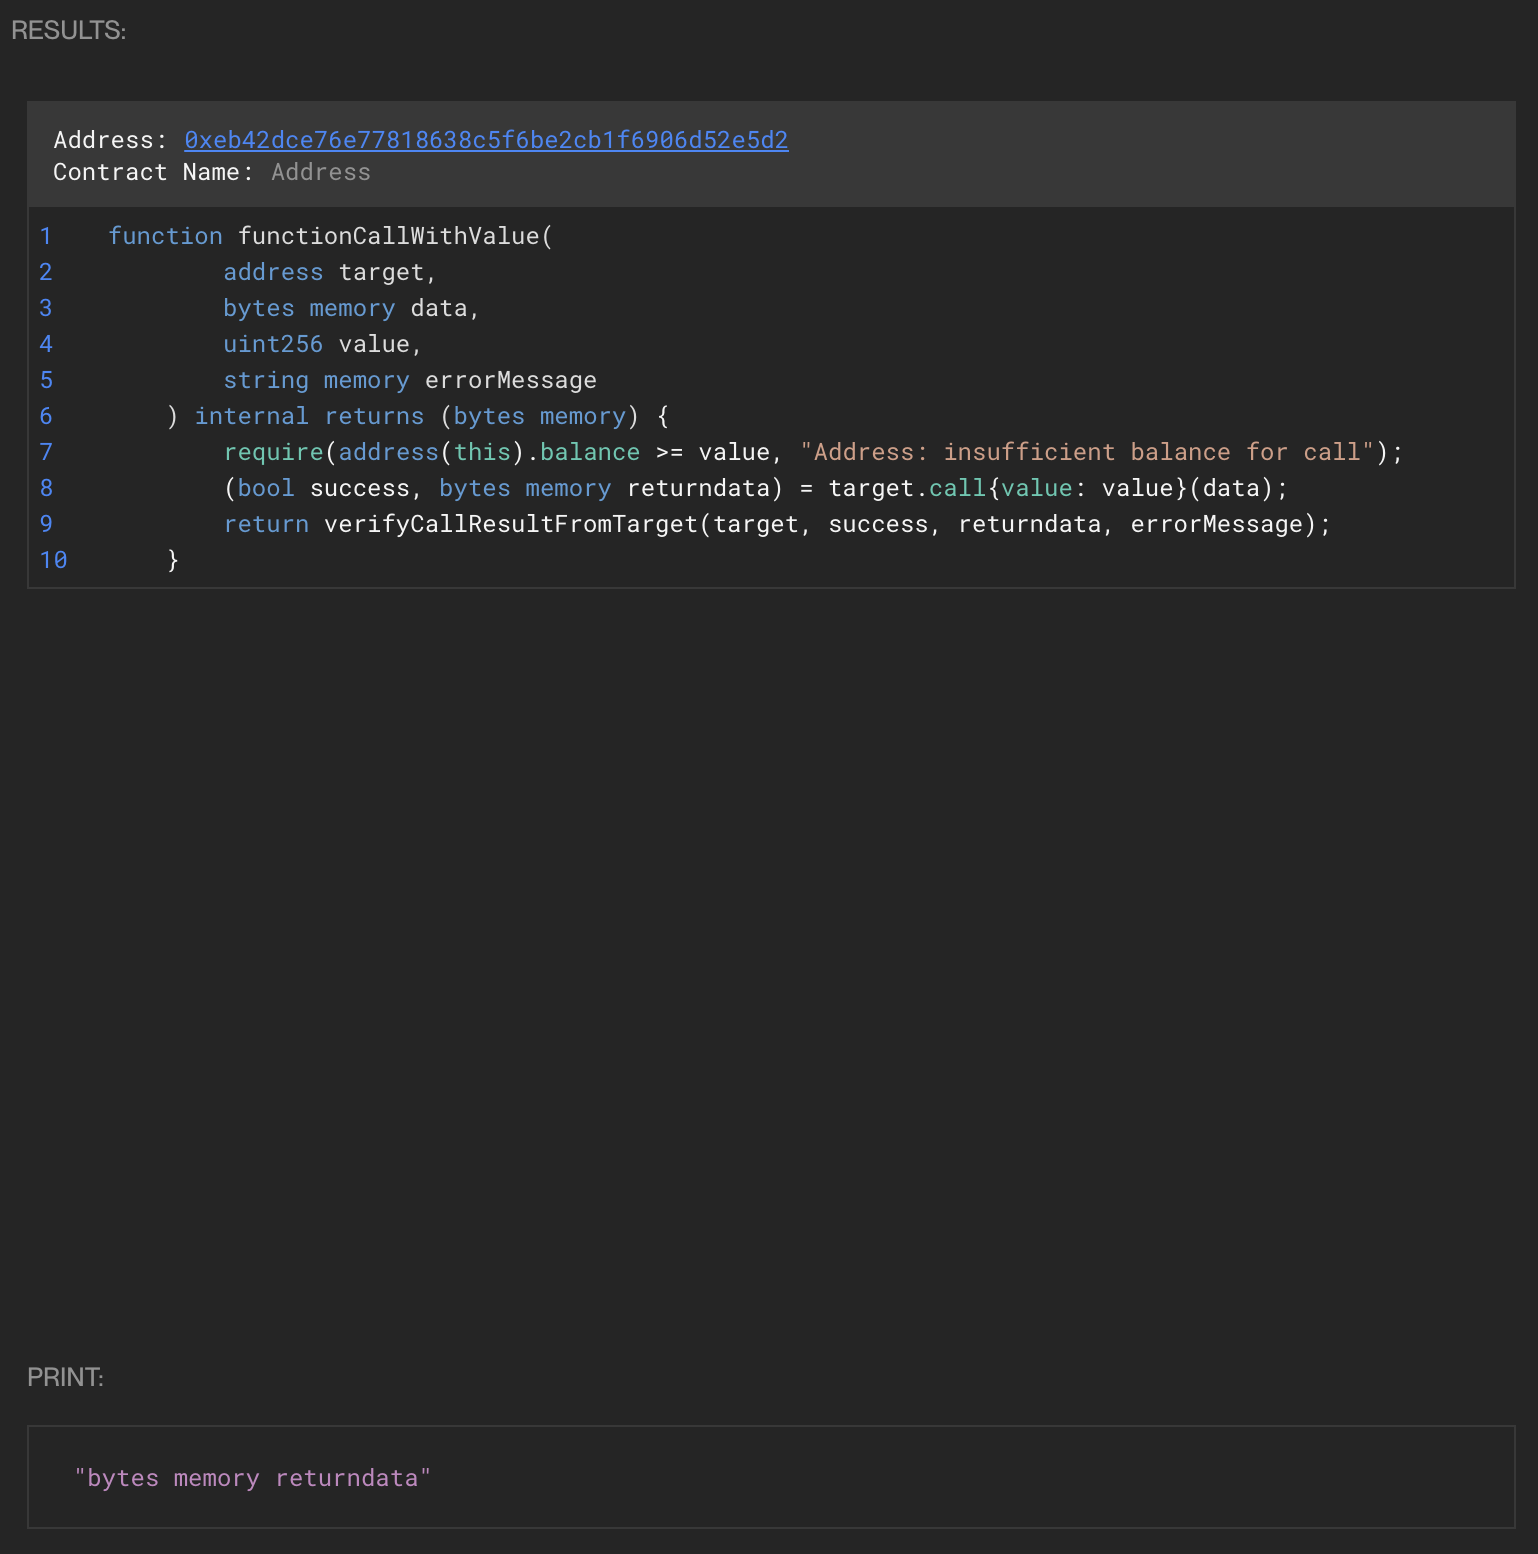 RESULTS:
Address: 0xeb42dce76e77818638c5f6be2cb1f6906d52e5d2
Contract Name: Address
1 function functionCallWithValue(
2 address target,
3 bytes memory data,
4 uint256 value,
5 string memory errorMessage
6 ) internal returns (bytes memory) {
7 require(address(this).balance >= value, "Address: insufficient balance for call");
8 (bool success, bytes memory returndata) = target.call{value: value}(data);
9 return verifyCallResultFromTarget(target, success, returndata, errorMessage);
10 }
PRINT:
"bytes memory returndata"